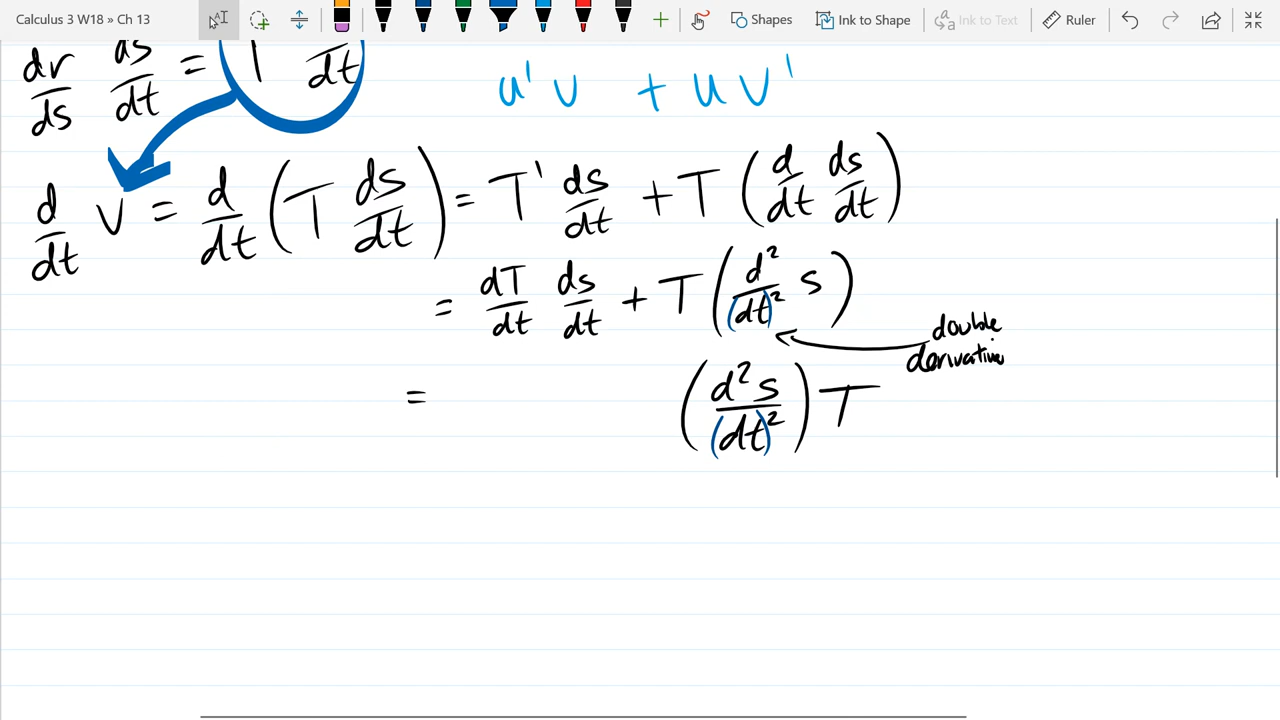 Calculus 3 W18 » Ch 13
Shapes
Ink to Shape
Ink to Text
Ruler
dr/ds ds/dt = T /dt
u'v + uv'
d/dt v = d/dt (T ds/dt) = T' ds/dt + T (d/dt ds/dt)
= dT/dt ds/dt + T (d²/(dt)² s)
double
derivative
= (d²s/(dt)²) T